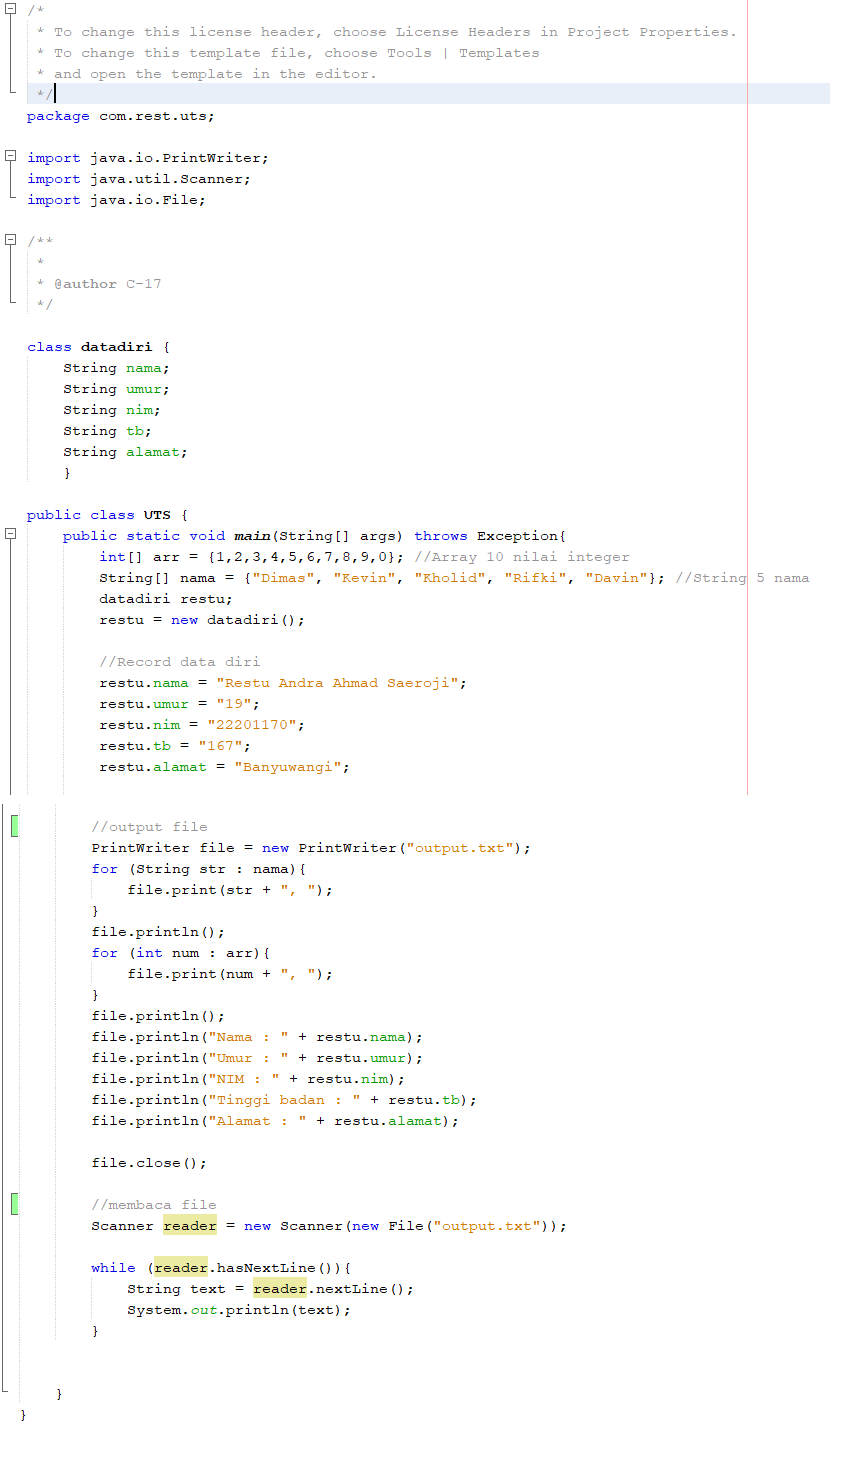 /*
 * To change this license header, choose License Headers in Project Properties.
 * To change this template file, choose Tools | Templates
 * and open the template in the editor.
 */
package com.rest.uts;

import java.io.PrintWriter;
import java.util.Scanner;
import java.io.File;

/**
 *
 * @author C-17
 */

class datadiri {
    String nama;
    String umur;
    String nim;
    String tb;
    String alamat;
    }

public class UTS {
    public static void main(String[] args) throws Exception{
        int[] arr = {1,2,3,4,5,6,7,8,9,0}; //Array 10 nilai integer
        String[] nama = {"Dimas", "Kevin", "Kholid", "Rifki", "Davin"}; //String 5 nama
        datadiri restu;
        restu = new datadiri();

        //Record data diri
        restu.nama = "Restu Andra Ahmad Saeroji";
        restu.umur = "19";
        restu.nim = "22201170";
        restu.tb = "167";
        restu.alamat = "Banyuwangi";

        //output file
        PrintWriter file = new PrintWriter("output.txt");
        for (String str : nama){
            file.print(str + ", ");
        }
        file.println();
        for (int num : arr){
            file.print(num + ", ");
        }
        file.println();
        file.println("Nama : " + restu.nama);
        file.println("Umur : " + restu.umur);
        file.println("NIM : " + restu.nim);
        file.println("Tinggi badan : " + restu.tb);
        file.println("Alamat : " + restu.alamat);

        file.close();

        //membaca file
        Scanner reader = new Scanner(new File("output.txt"));

        while (reader.hasNextLine()){
            String text = reader.nextLine();
            System.out.println(text);
        }


    }
}